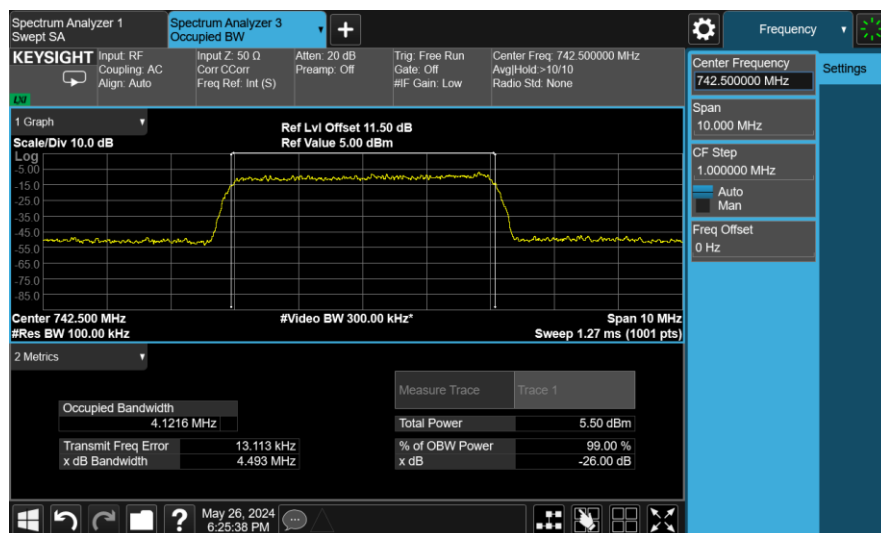 Spectrum Analyzer 1
Swept SA
Spectrum Analyzer 3
Occupied BW
Frequency
KEYSIGHT
Input: RF
Coupling: AC
Align: Auto
Input Z: 50 Ω
Corr CCorr
Freq Ref: Int (S)
Atten: 20 dB
Preamp: Off
Trig: Free Run
Gate: Off
#IF Gain: Low
Center Freq: 742.500000 MHz
Avg|Hold:>10/10
Radio Std: None
LXI
Center Frequency
742.500000 MHz
Settings
Span
10.000 MHz
CF Step
1.000000 MHz
Auto
Man
Freq Offset
0 Hz
1 Graph
Scale/Div 10.0 dB
Ref Lvl Offset 11.50 dB
Ref Value 5.00 dBm
Log
-5.00
-15.0
-25.0
-35.0
-45.0
-55.0
-65.0
-75.0
-85.0
Center 742.500 MHz
#Video BW 300.00 kHz*
Span 10 MHz
#Res BW 100.00 kHz
Sweep 1.27 ms (1001 pts)
2 Metrics
Measure Trace
Trace 1
Occupied Bandwidth
4.1216 MHz
Total Power
5.50 dBm
Transmit Freq Error
13.113 kHz
% of OBW Power
99.00 %
x dB Bandwidth
4.493 MHz
x dB
-26.00 dB
May 26, 2024
6:25:38 PM